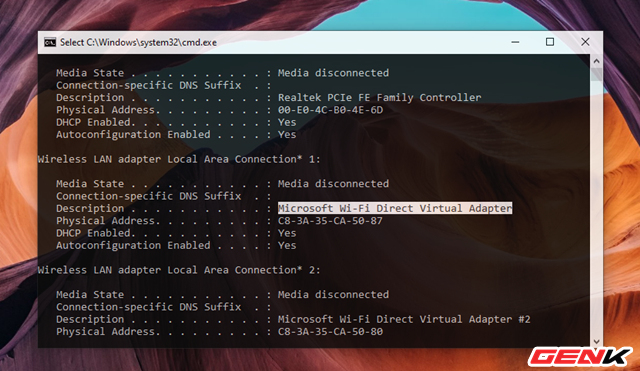 Select C:\Windows\system32\cmd.exe
Media State . . . . . . . . . . . : Media disconnected
Connection-specific DNS Suffix  . :
Description . . . . . . . . . . . : Realtek PCIe FE Family Controller
Physical Address. . . . . . . . . : 00-E0-4C-B0-4E-6D
DHCP Enabled. . . . . . . . . . . : Yes
Autoconfiguration Enabled . . . . : Yes
Wireless LAN adapter Local Area Connection* 1:
Media State . . . . . . . . . . . : Media disconnected
Connection-specific DNS Suffix  . :
Description . . . . . . . . . . . : Microsoft Wi-Fi Direct Virtual Adapter
Physical Address. . . . . . . . . : C8-3A-35-CA-50-87
DHCP Enabled. . . . . . . . . . . : Yes
Autoconfiguration Enabled . . . . : Yes
Wireless LAN adapter Local Area Connection* 2:
Media State . . . . . . . . . . . : Media disconnected
Connection-specific DNS Suffix  . :
Description . . . . . . . . . . . : Microsoft Wi-Fi Direct Virtual Adapter #2
Physical Address. . . . . . . . . : C8-3A-35-CA-50-80
GENK